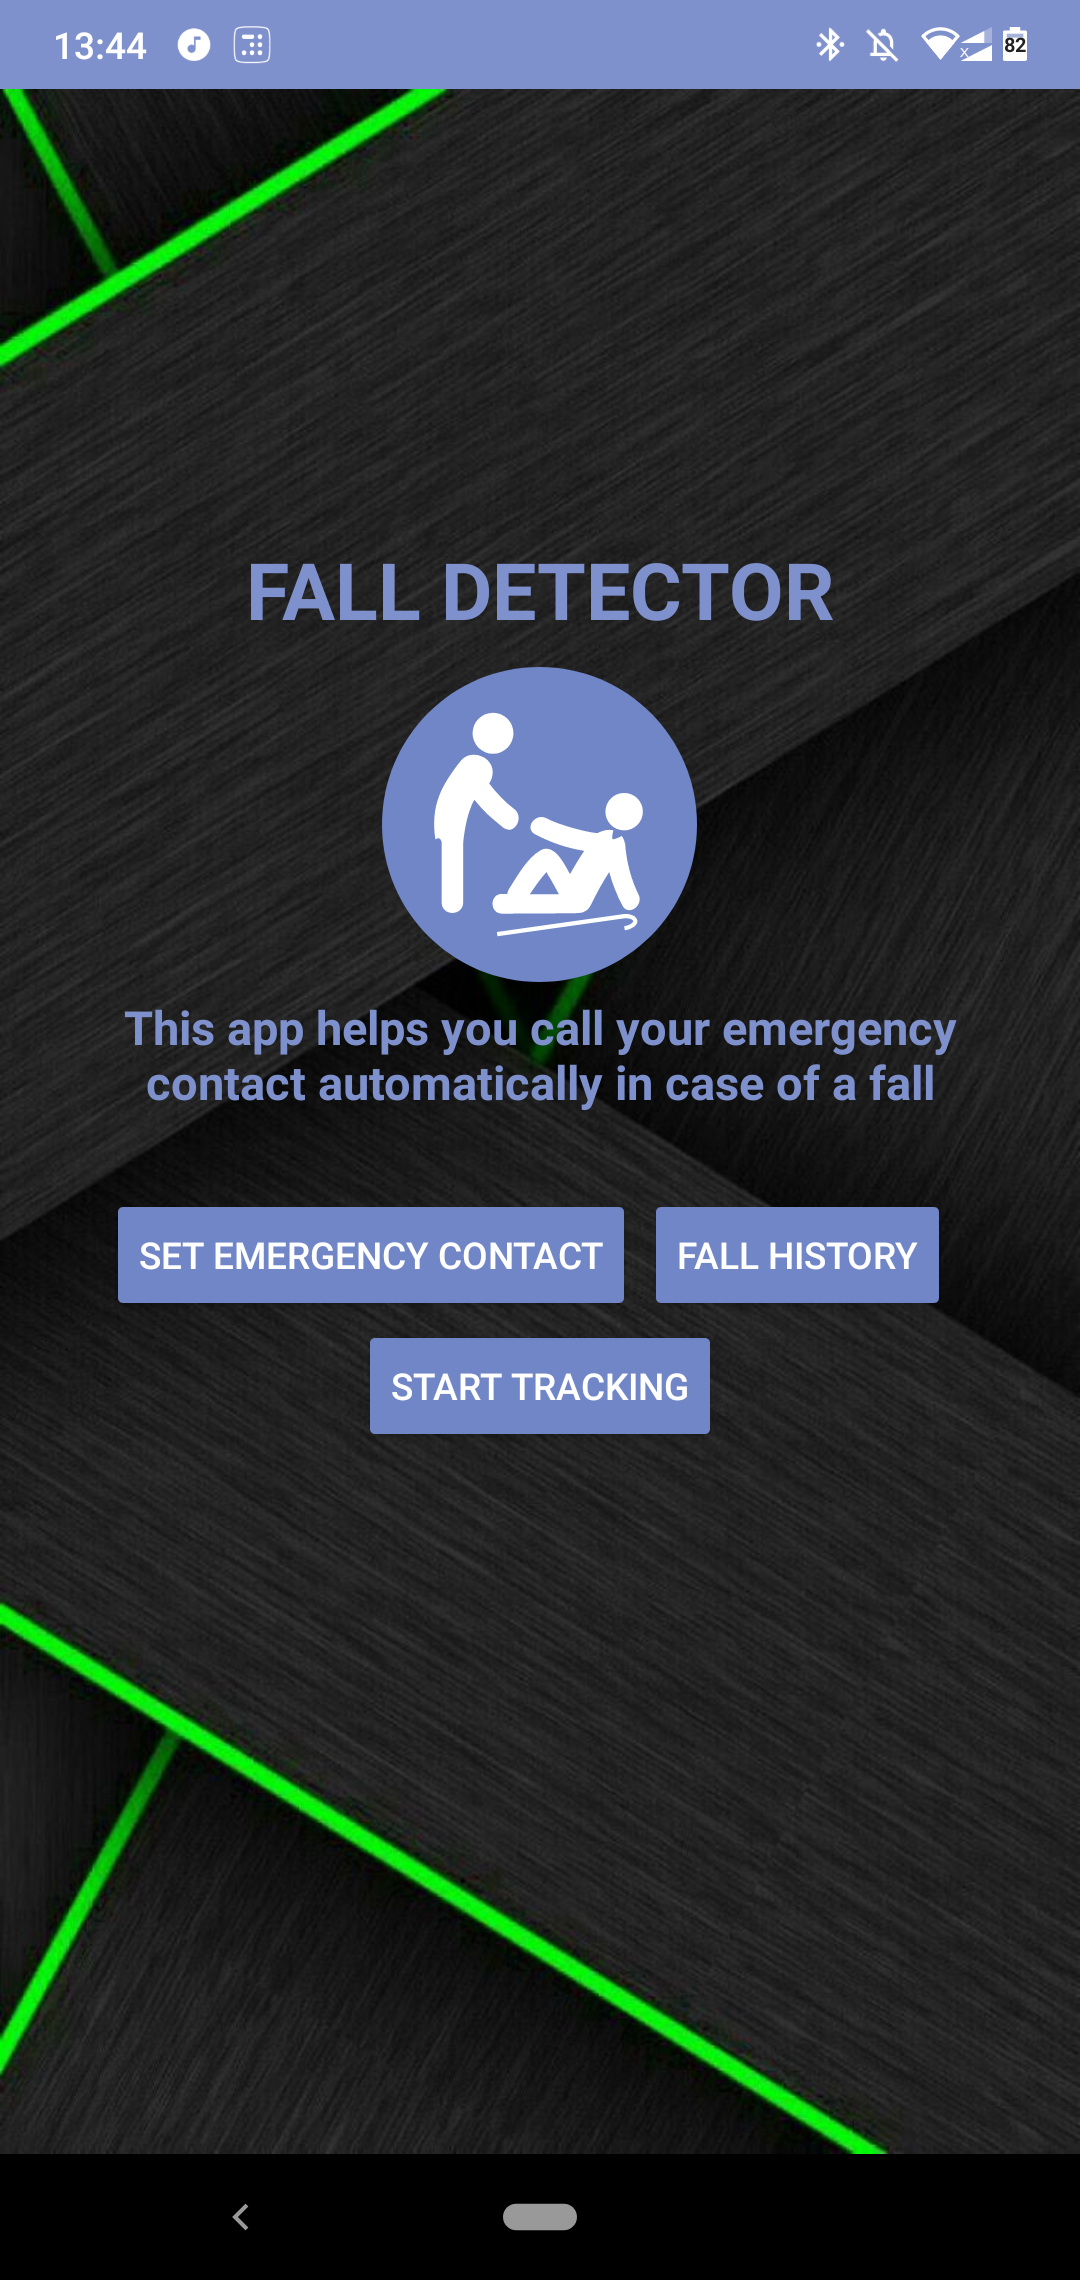 13:44
82
FALL DETECTOR
This app helps you call your emergency
contact automatically in case of a fall
SET EMERGENCY CONTACT
FALL HISTORY
START TRACKING